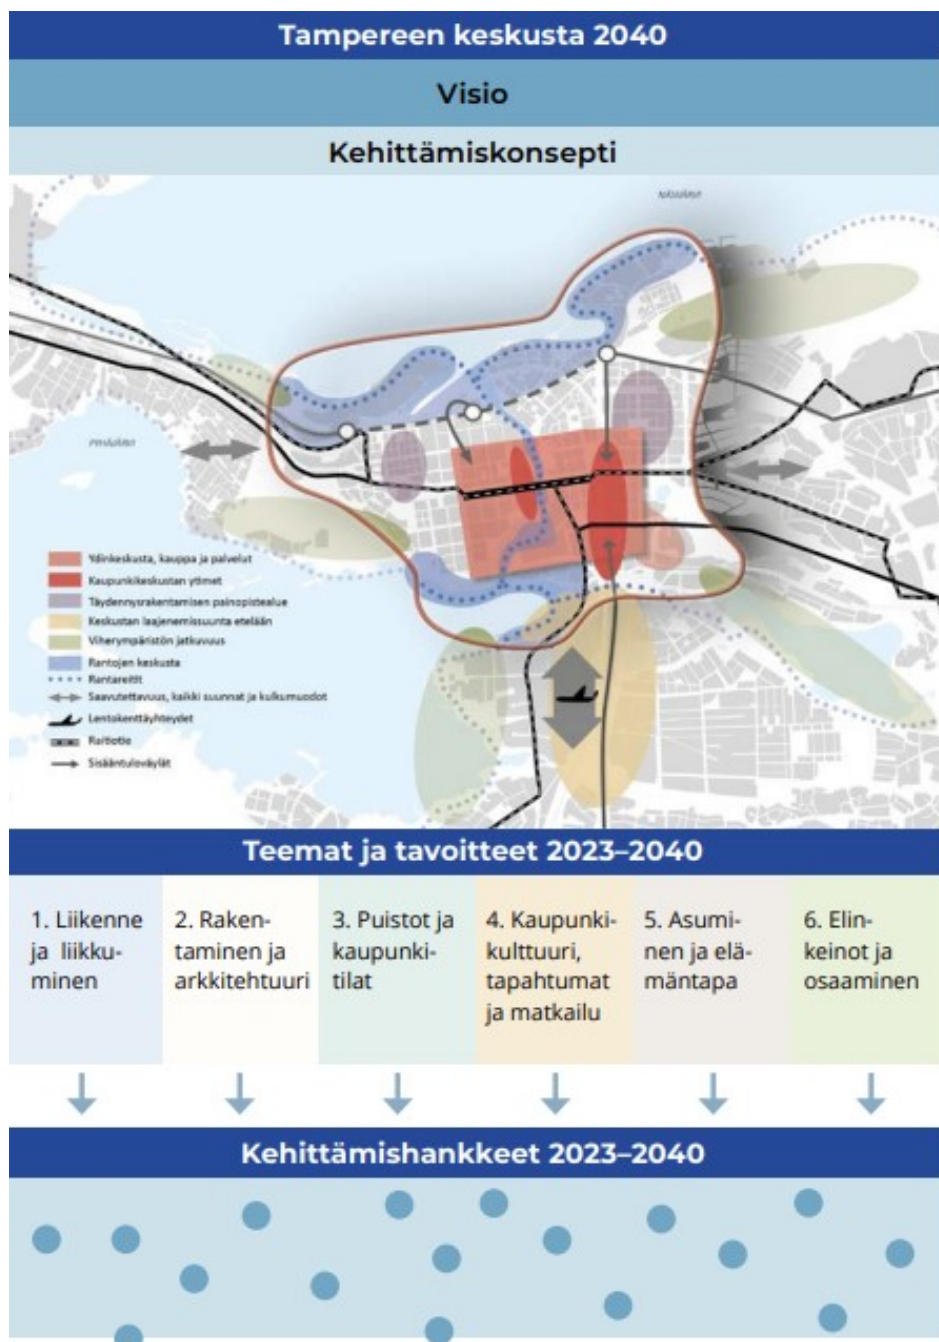 Tampereen keskusta 2040
Visio
Kehittämiskonsepti
NÄSIJÄRVI
PYHÄJÄRVI
Ydinkeskusta, kauppa ja palvelut
Kaupunkikeskustan ytimet
Täydennysrakentamisen painopistealue
Keskustan laajenemissuunta etelään
Viherympäristön jatkuvuus
Rantojen keskusta
Rantareitit
Saavutettavuus, kaikki suunnat ja kulkumuodot
Lentokenttäyhteydet
Raitiotie
Sisääntuloväylät
Teemat ja tavoitteet 2023–2040
1. Liikenne
ja liikku-
minen
2. Raken-
taminen ja
arkkitehtuuri
3. Puistot ja
kaupunki-
tilat
4. Kaupunki-
kulttuuri,
tapahtumat
ja matkailu
5. Asumi-
nen ja elä-
mäntapa
6. Elin-
keinot ja
osaaminen
Kehittämishankkeet 2023–2040